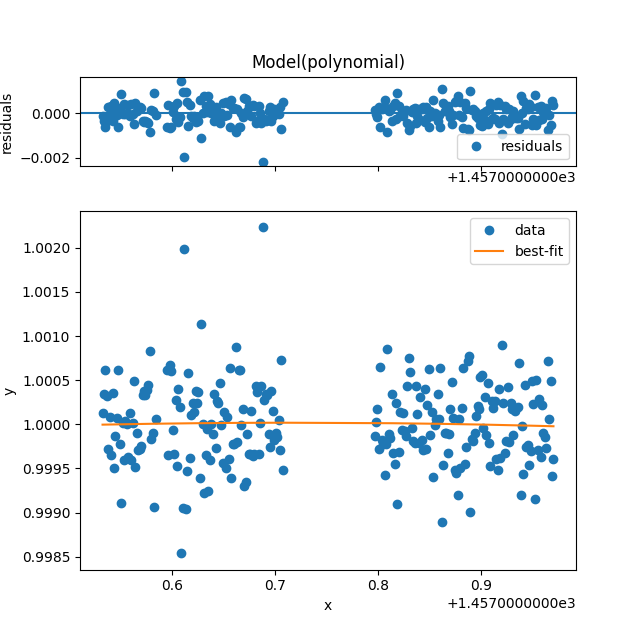 Model(polynomial)
residuals
0.000
−0.002
residuals
+1.4570000000e3
y
1.0020
1.0015
1.0010
1.0005
1.0000
0.9995
0.9990
0.9985
data
best-fit
0.6 0.7 0.8 0.9
x
+1.4570000000e3